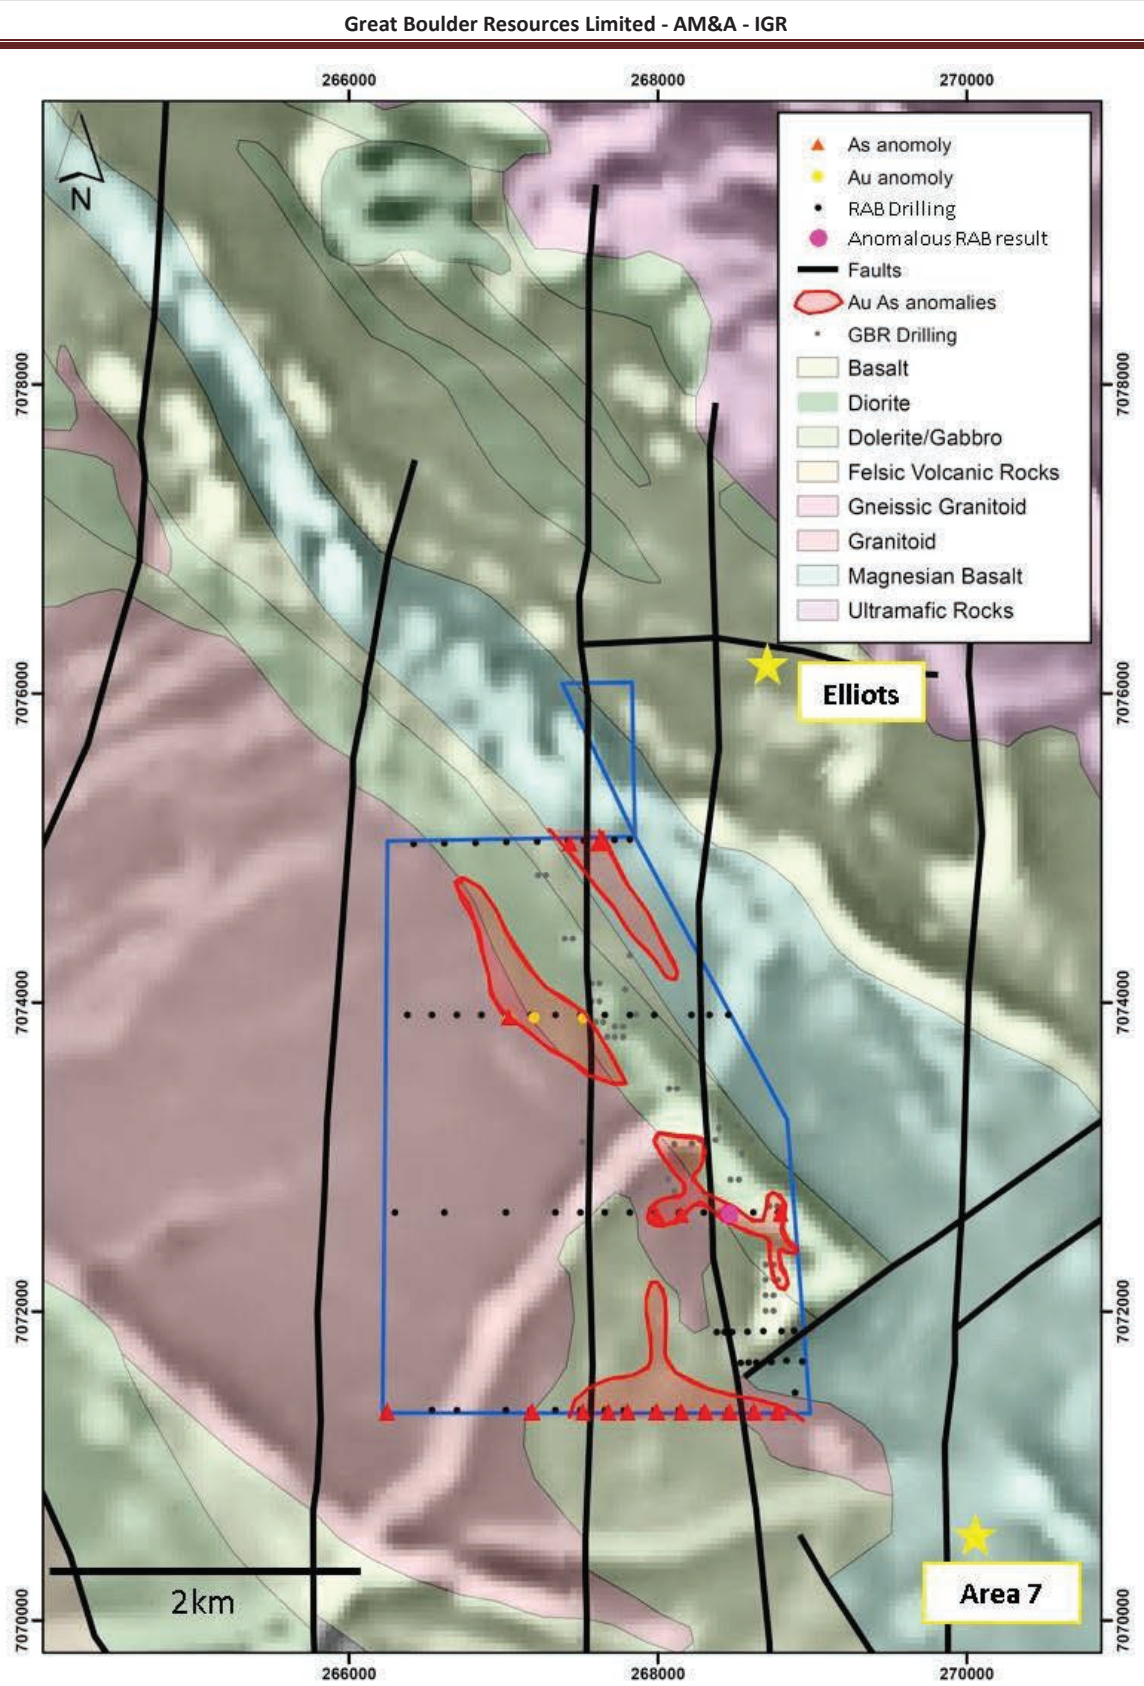 Great Boulder Resources Limited - AM&A - IGR
266000
268000
270000
N
As anomoly
Au anomoly
RAB Drilling
Anomalous RAB result
Faults
Au As anomalies
GBR Drilling
Basalt
Diorite
Dolerite/Gabbro
Felsic Volcanic Rocks
Gneissic Granitoid
Granitoid
Magnesian Basalt
Ultramafic Rocks
7078000
7078000
7076000
7076000
Elliots
7074000
7074000
7072000
7072000
2km
Area 7
7070000
7070000
266000
268000
270000